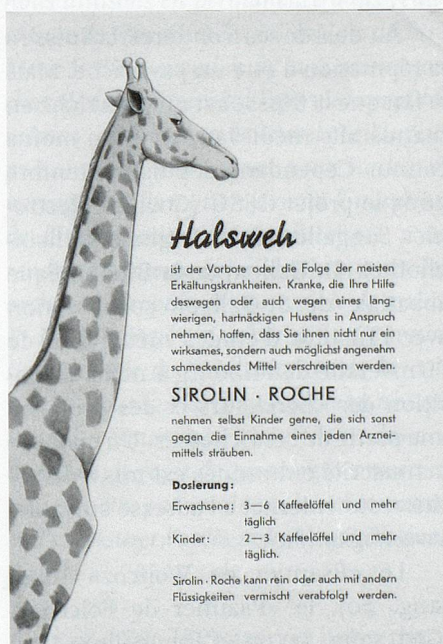 Halsweh
ist der Vorbote oder die Folge der meisten
Erkältungskrankheiten. Kranke, die Ihre Hilfe
deswegen oder auch wegen eines lang-
wierigen, hartnäckigen Hustens in Anspruch
nehmen, hoffen, dass Sie ihnen nicht nur ein
wirksames, sondern auch möglichst angenehm
schmeckendes Mittel verschreiben werden.
SIROLIN · ROCHE
nehmen selbst Kinder gerne, die sich sonst
gegen die Einnahme eines jeden Arznei-
mittels sträuben.
Dosierung:
Erwachsene: 3—6 Kaffeelöffel und mehr
täglich
Kinder: 2—3 Kaffeelöffel und mehr
täglich.
Sirolin · Roche kann rein oder auch mit andern
Flüssigkeiten vermischt verabfolgt werden.